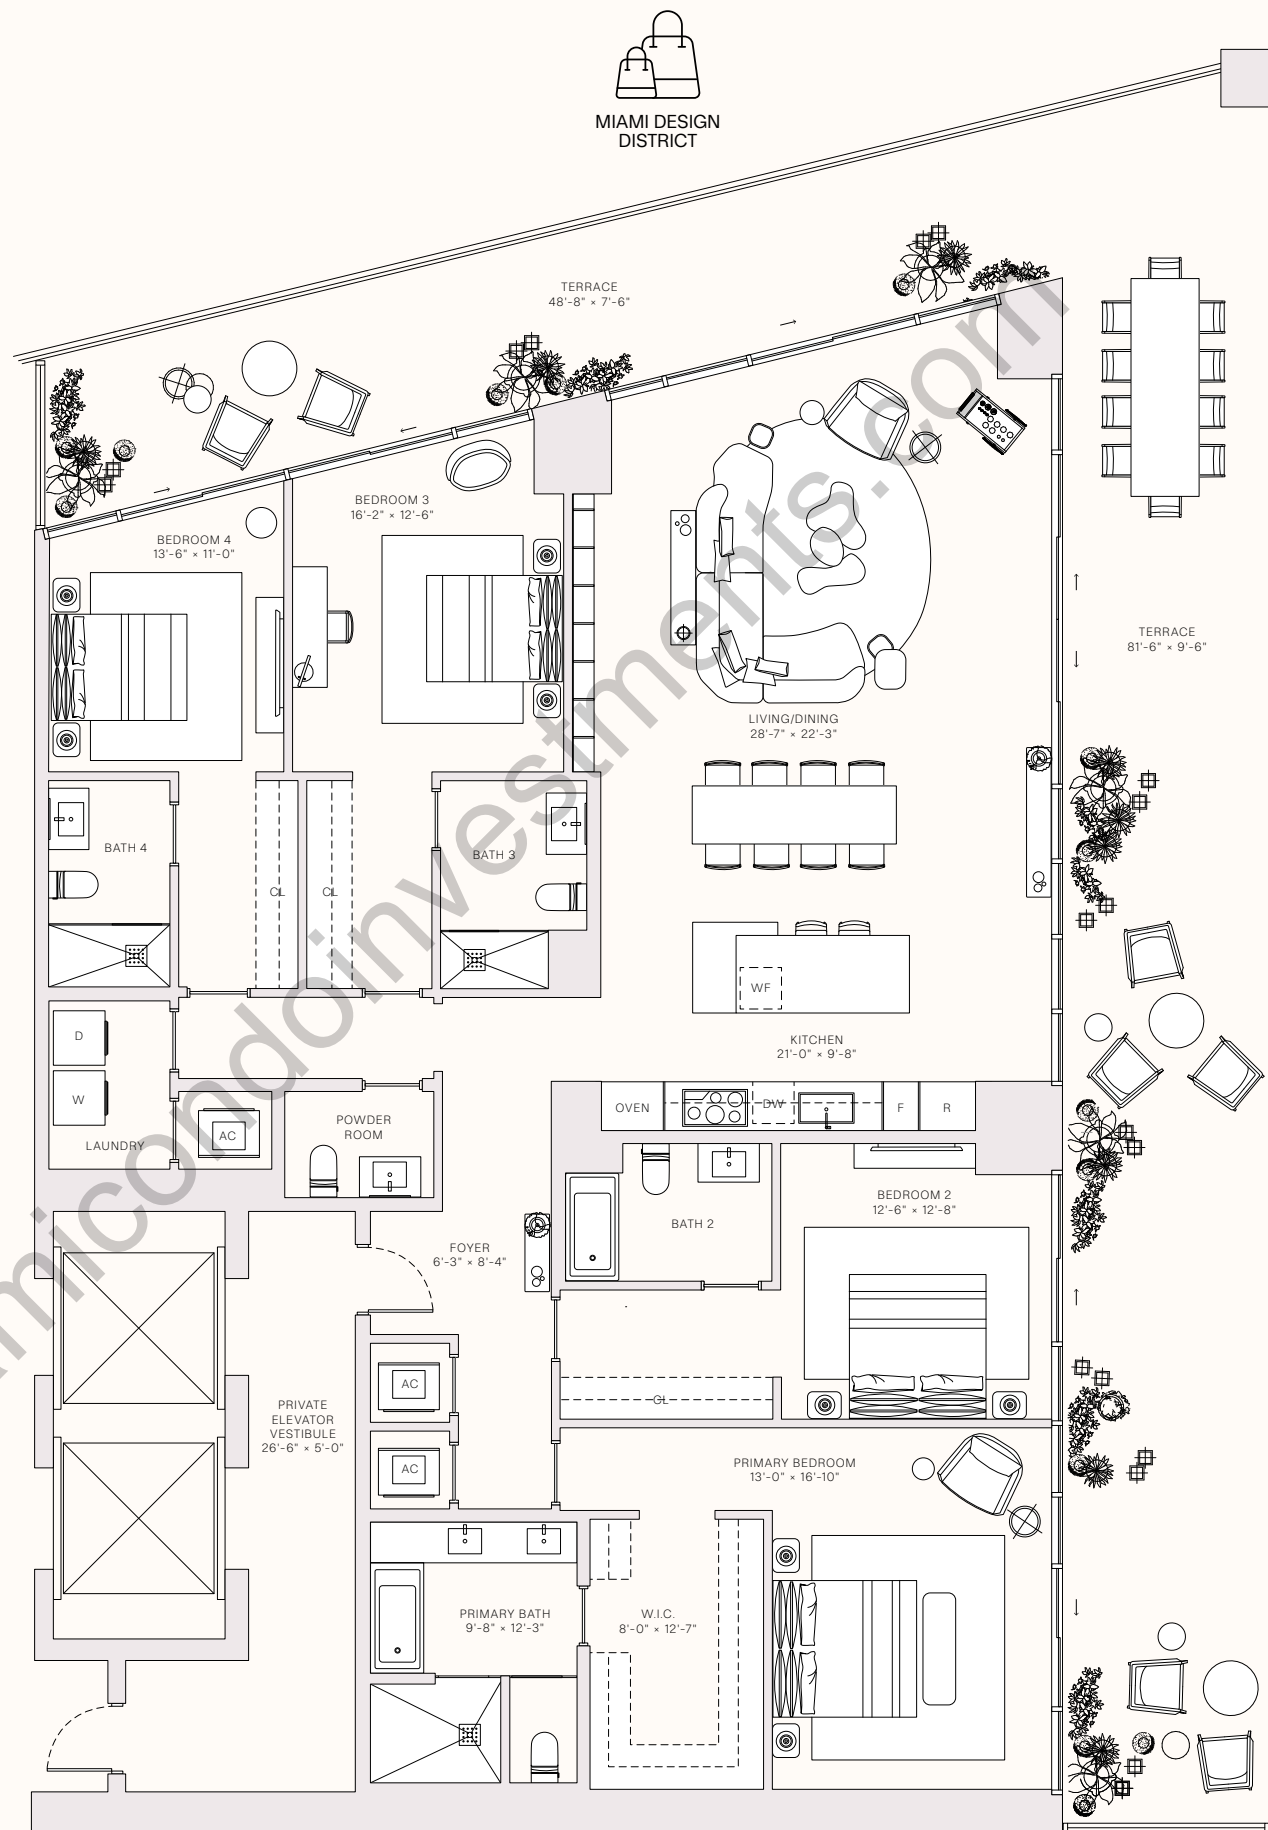 MIAMI DESIGN
DISTRICT
TERRACE
48'-8" × 7'-6"
BEDROOM 3
16'-2" × 12'-6"
BEDROOM 4
13'-6" × 11'-0"
TERRACE
81'-6" × 9'-6"
LIVING/DINING
28'-7" × 22'-3"
BATH 4
BATH 3
CL
CL
WF
D
KITCHEN
21'-0" × 9'-8"
W
OVEN
DW
F
R
POWDER
ROOM
AC
LAUNDRY
BEDROOM 2
12'-6" × 12'-8"
BATH 2
FOYER
6'-3" × 8'-4"
AC
CL
PRIVATE
ELEVATOR
VESTIBULE
26'-6" × 5'-0"
AC
PRIMARY BEDROOM
13'-0" × 16'-10"
PRIMARY BATH
9'-8" × 12'-3"
W.I.C.
8'-0" × 12'-7"
micondoinvestments.com